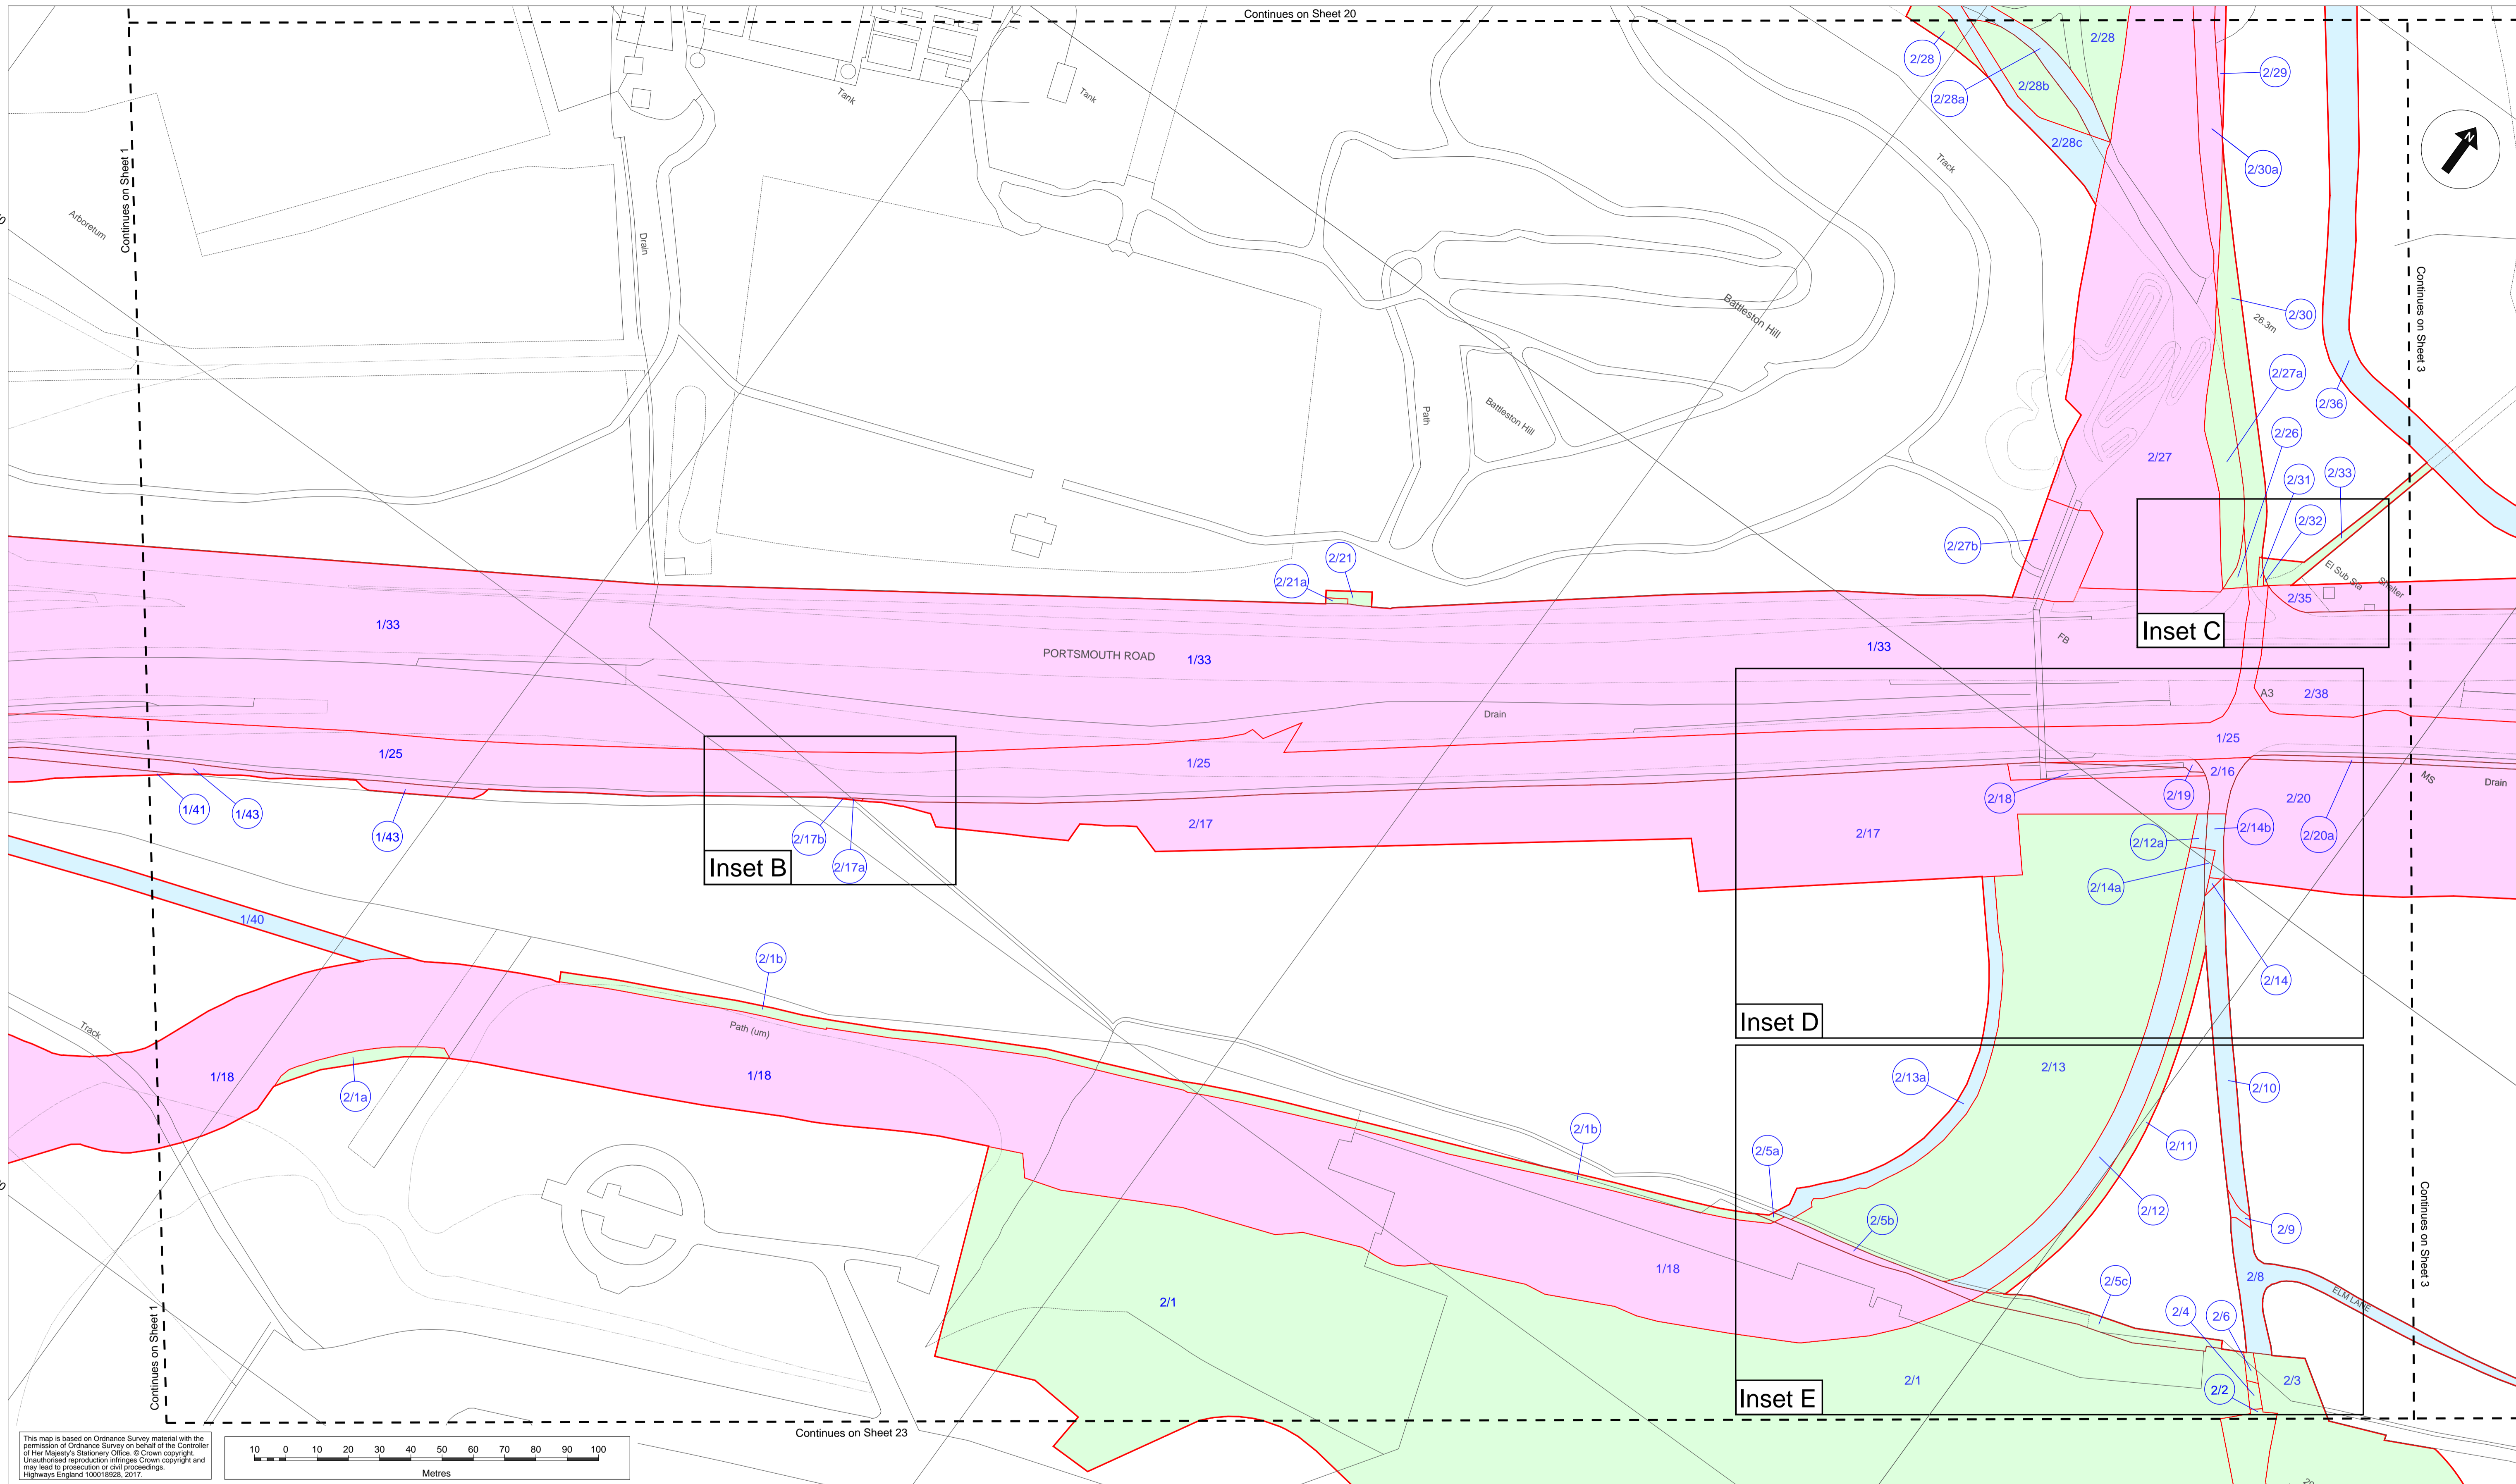 Continues on Sheet 20
Continues on Sheet 1
Arboretum
Tank
Tank
Drain
2/28
2/28
2/28a
2/28b
2/28c
2/29
2/30a
N
Track
Continues on Sheet 3
2/30
26.3m
Battleston Hill
Battleston Hill
Path
2/27a
2/36
2/26
2/27
2/31
2/33
2/32
2/27b
El Sub Sta
Shelter
2/35
Inset C
2/21
2/21a
1/33
PORTSMOUTH ROAD
1/33
1/33
FB
A3
2/38
Drain
1/25
1/25
1/25
2/16
2/18
2/19
MS
Drain
1/41
1/43
1/43
2/17b
2/17a
Inset B
2/17
2/17
2/20
2/20a
2/12a
2/14b
2/14a
2/14
1/40
2/1b
Path (um)
Track
1/18
1/18
2/1a
Inset D
2/13
2/13a
2/10
2/11
2/1b
2/5a
2/5b
2/12
2/9
Continues on Sheet 3
1/18
2/8
2/5c
ELM LANE
2/1
2/4
2/6
2/1
2/2
2/3
Inset E
Continues on Sheet 1
Continues on Sheet 23
This map is based on Ordnance Survey material with the
permission of Ordnance Survey on behalf of the Controller
of Her Majesty's Stationery Office. © Crown copyright.
Unauthorised reproduction infringes Crown copyright and
may lead to prosecution or civil proceedings.
Highways England 100018928, 2017.
10 0 10 20 30 40 50 60 70 80 90 100
Metres